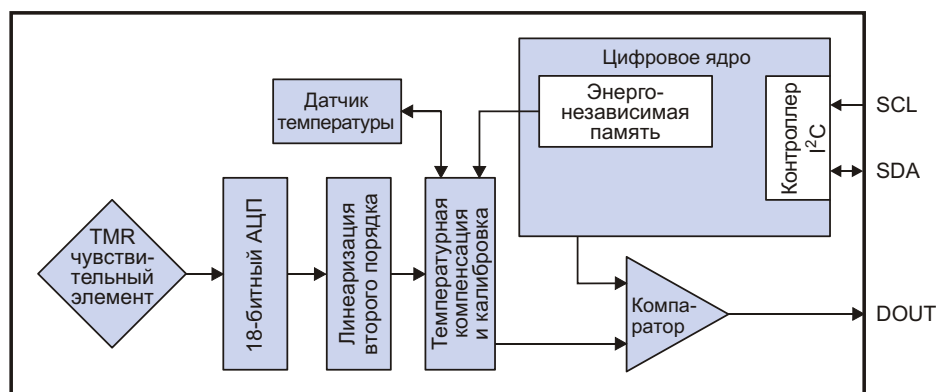 Цифровое ядро
Энерго-
независимая
память
Контроллер
I²C
SCL
SDA
Датчик
температуры
TMR
чувстви-
тельный
элемент
18-битный АЦП
Линеаризация
второго порядка
Температурная
компенсация
и калибровка
Компа-
ратор
DOUT